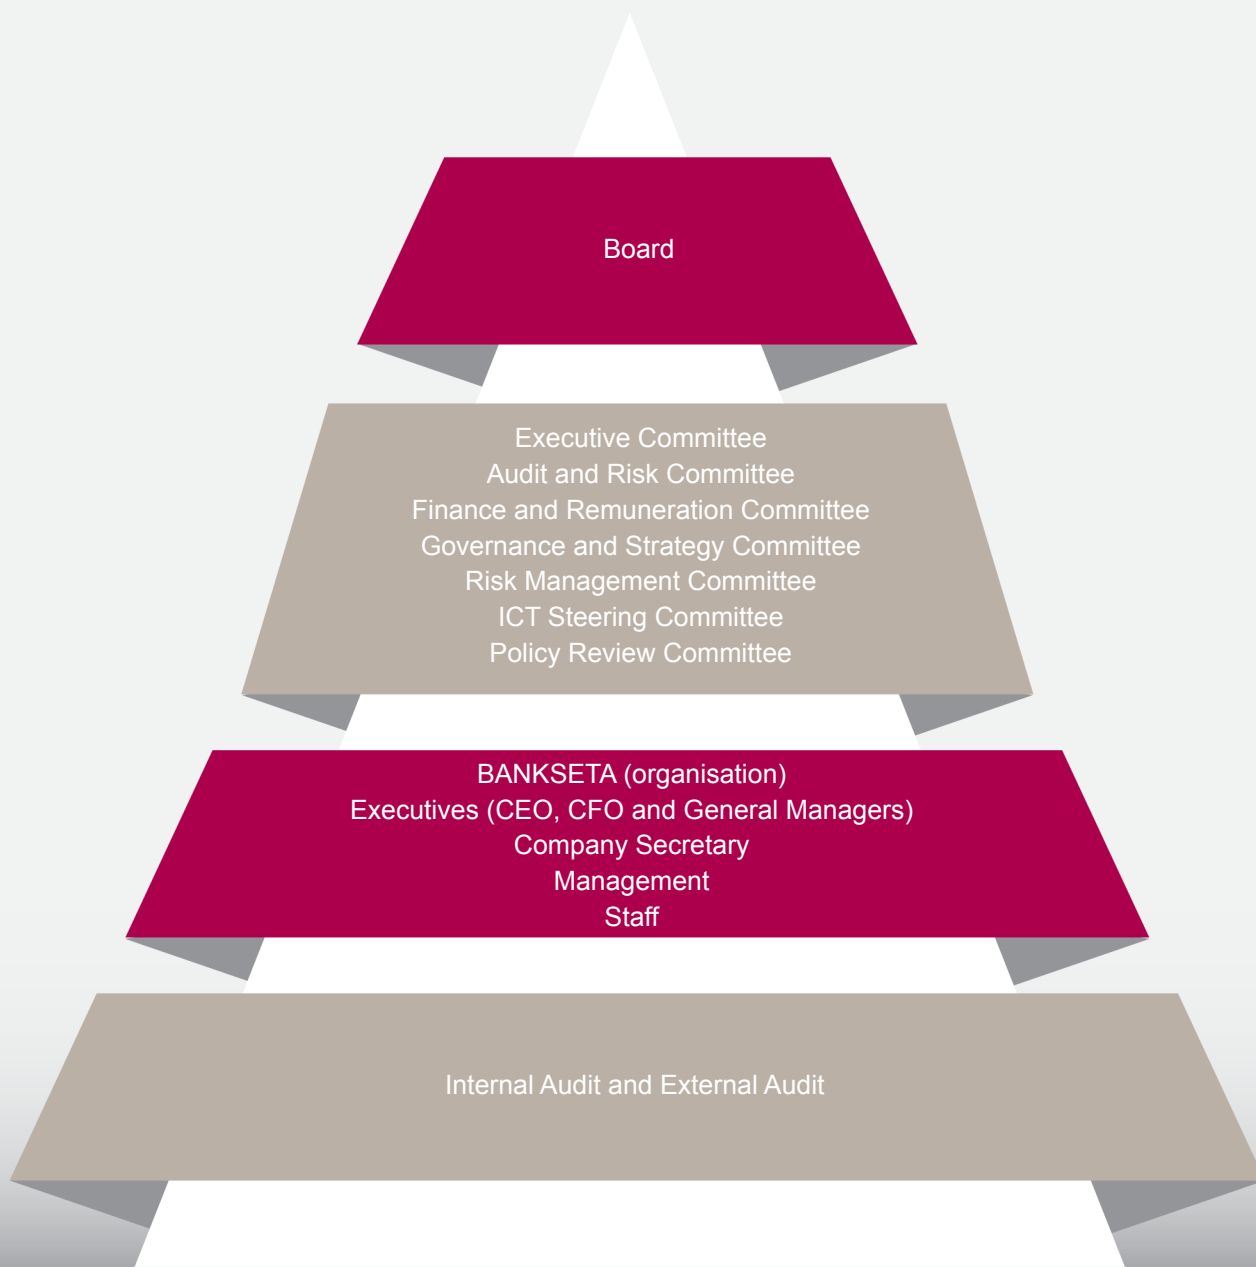 Board
Executive Committee
Audit and Risk Committee
Finance and Remuneration Committee
Governance and Strategy Committee
Risk Management Committee
ICT Steering Committee
Policy Review Committee
BANKSETA (organisation)
Executives (CEO, CFO and General Managers)
Company Secretary
Management
Staff
Internal Audit and External Audit